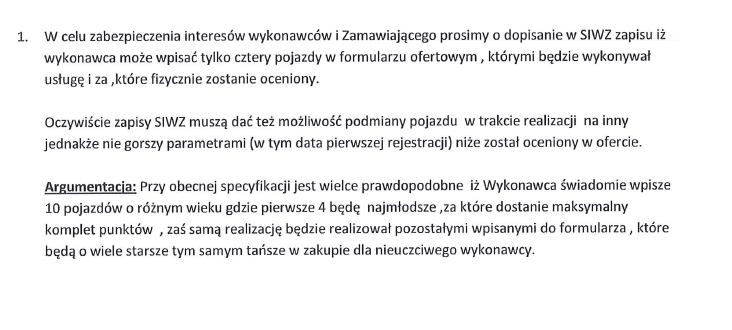 1. W celu zabezpieczenia interesów wykonawców i Zamawiającego prosimy o dopisanie w SIWZ zapisu iż
wykonawca może wpisać tylko cztery pojazdy w formularzu ofertowym , którymi będzie wykonywał
usługę i za ,które fizycznie zostanie oceniony.
Oczywiście zapisy SIWZ muszą dać też możliwość podmiany pojazdu w trakcie realizacji na inny
jednakże nie gorszy parametrami (w tym data pierwszej rejestracji) niże został oceniony w ofercie.
Argumentacja: Przy obecnej specyfikacji jest wielce prawdopodobne iż Wykonawca świadomie wpisze
10 pojazdów o różnym wieku gdzie pierwsze 4 będę najmłodsze ,za które dostanie maksymalny
komplet punktów , zaś samą realizację będzie realizował pozostałymi wpisanymi do formularza , które
będą o wiele starsze tym samym tańsze w zakupie dla nieuczciwego wykonawcy.